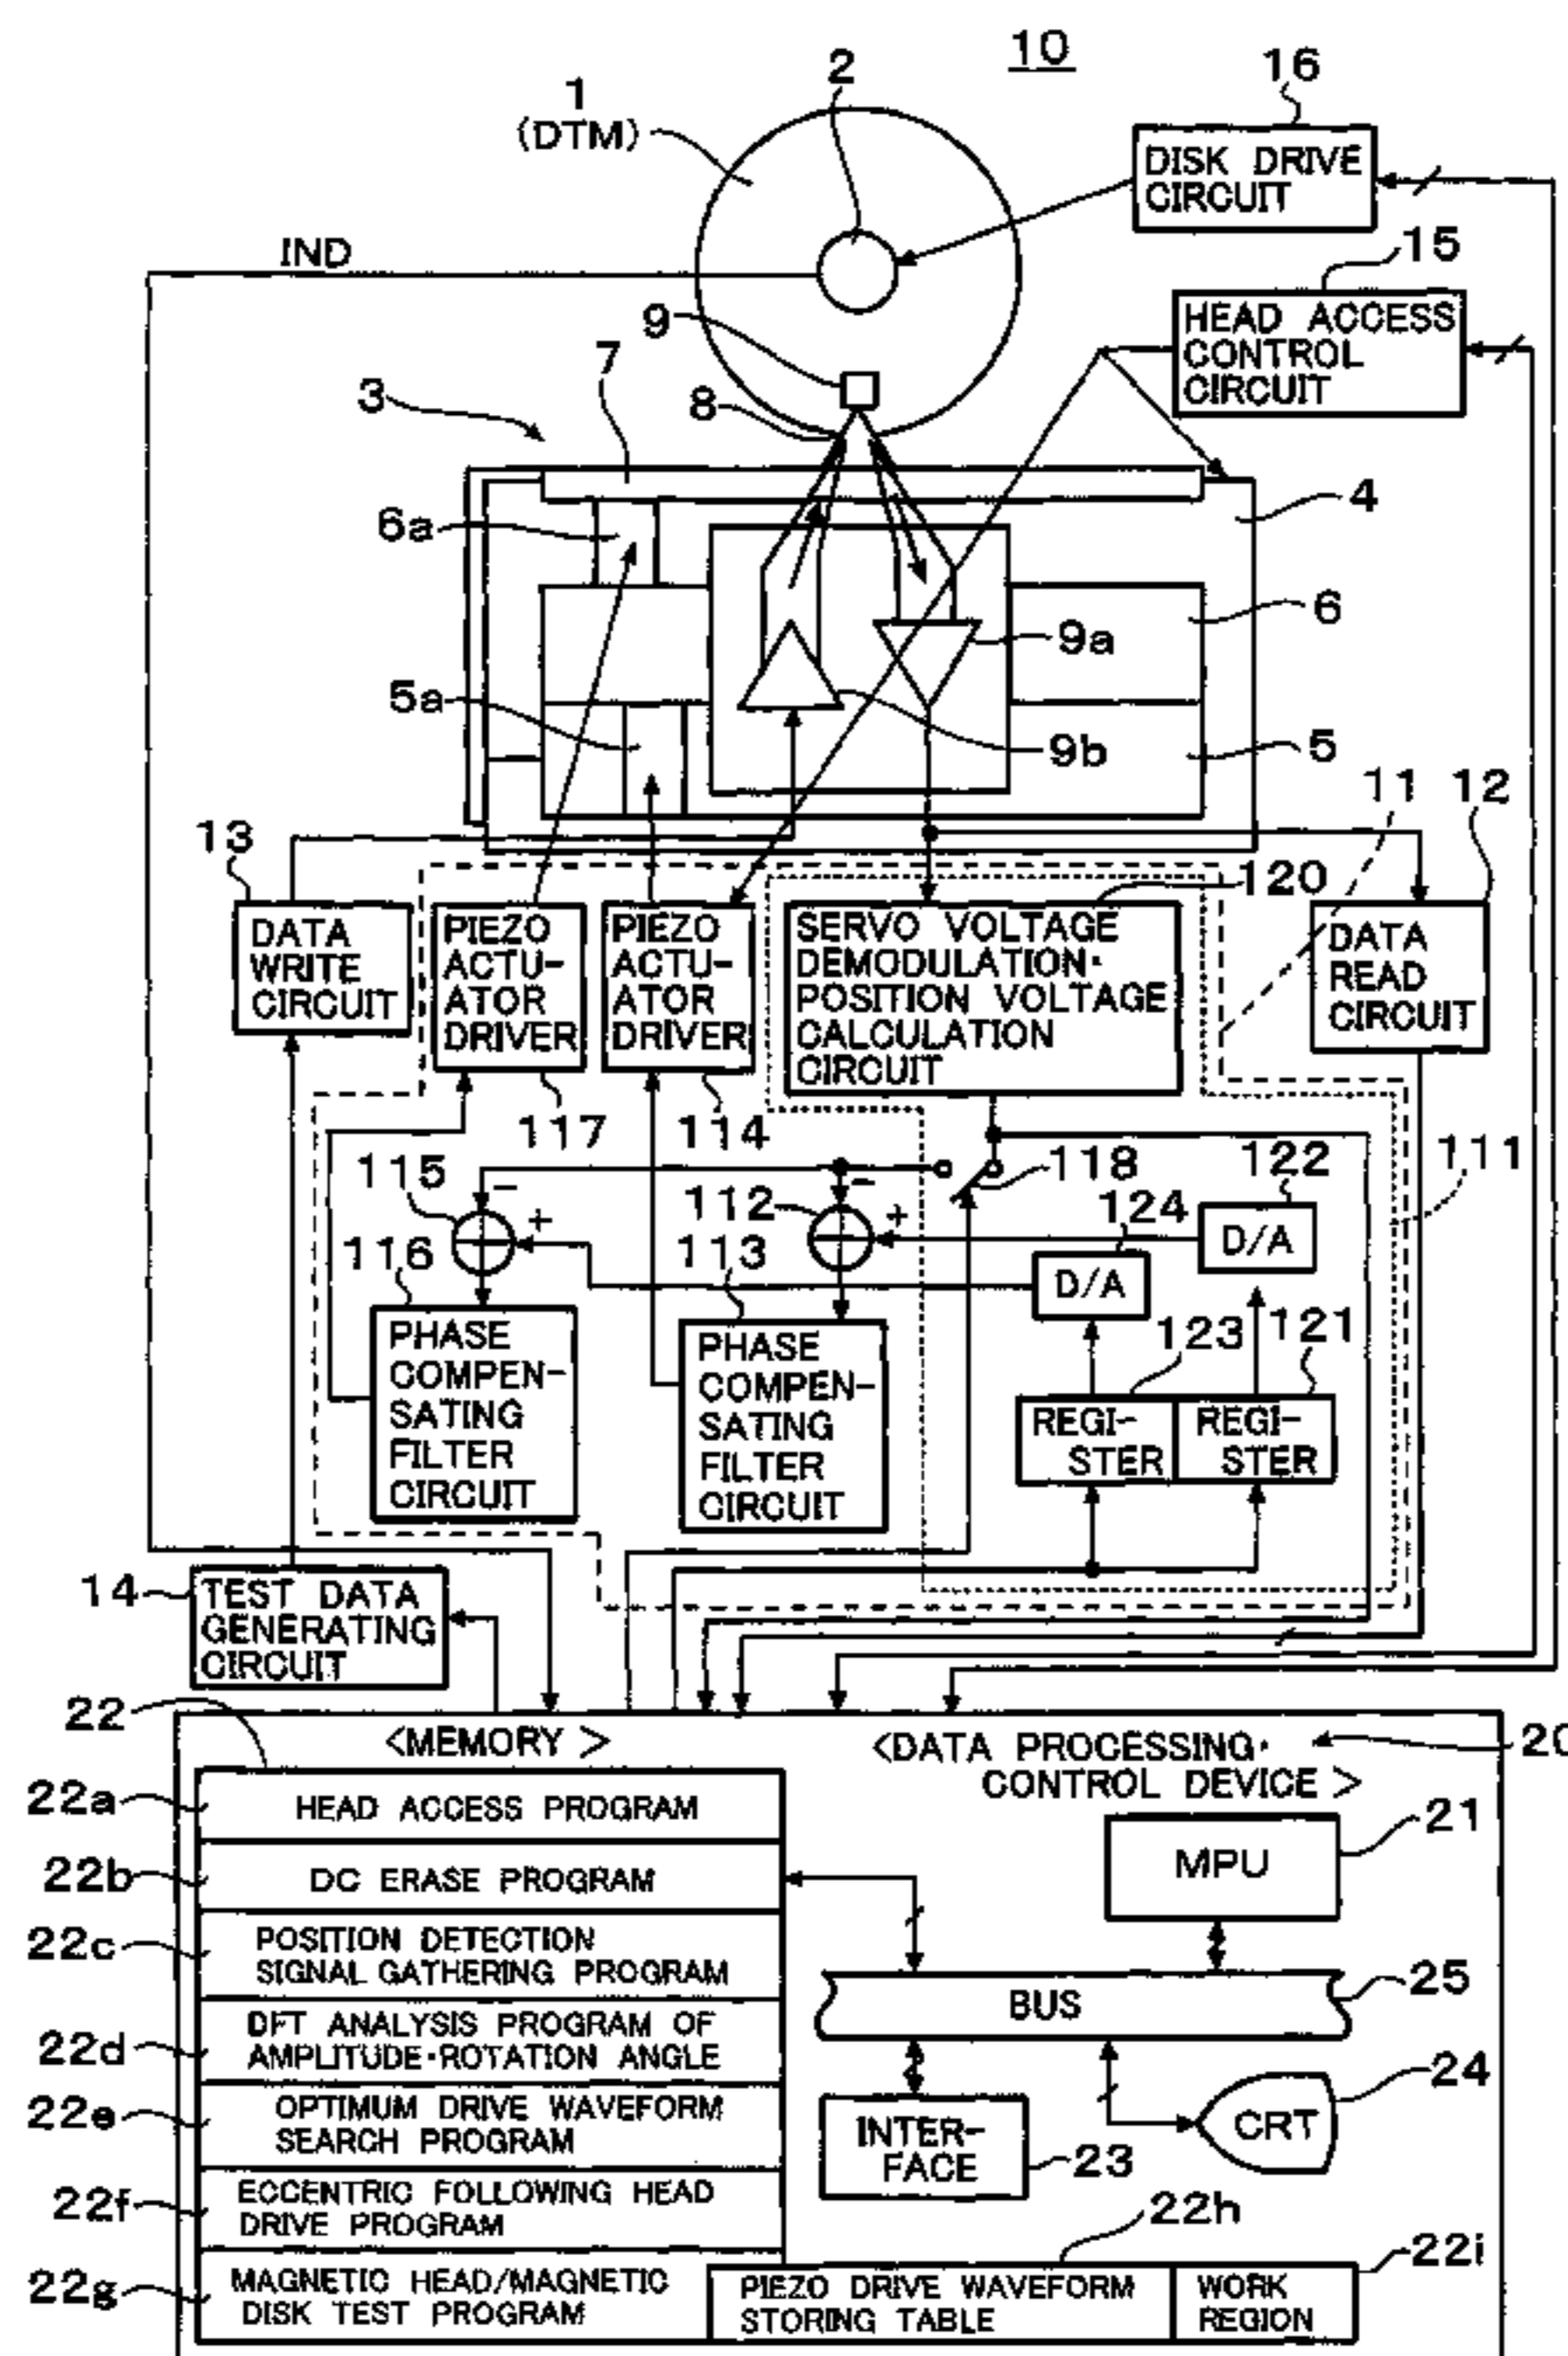 10
2
16
1
(DTM)
DISK DRIVE
CIRCUIT
15
IND
9
HEAD ACCESS
CONTROL
CIRCUIT
7
3
8
4
6a
6
9a
5a
9b
5
11
12
13
120
DATA
WRITE
CIRCUIT
PIEZO
ACTU-
ATOR
DRIVER
PIEZO
ACTU-
ATOR
DRIVER
SERVO VOLTAGE
DEMODULATION·
POSITION VOLTAGE
CALCULATION
CIRCUIT
DATA
READ
CIRCUIT
117
114
115
118
122
111
−
−
112
124
+
+
D/A
116
113
D/A
123
121
PHASE
COMPEN-
SATING
FILTER
CIRCUIT
PHASE
COMPEN-
SATING
FILTER
CIRCUIT
REGI-
STER
REGI-
STER
14
TEST DATA
GENERATING
CIRCUIT
22
<MEMORY>
<DATA PROCESSING·
CONTROL DEVICE>
20
22a
HEAD ACCESS PROGRAM
21
MPU
22b
DC ERASE PROGRAM
22c
POSITION DETECTION
SIGNAL GATHERING PROGRAM
25
BUS
22d
DFT ANALYSIS PROGRAM OF
AMPLITUDE·ROTATION ANGLE
24
22e
OPTIMUM DRIVE WAVEFORM
SEARCH PROGRAM
INTER-
FACE
23
CRT
22f
ECCENTRIC FOLLOWING HEAD
DRIVE PROGRAM
22h
22i
22g
MAGNETIC HEAD/MAGNETIC
DISK TEST PROGRAM
PIEZO DRIVE WAVEFORM
STORING TABLE
WORK
REGION